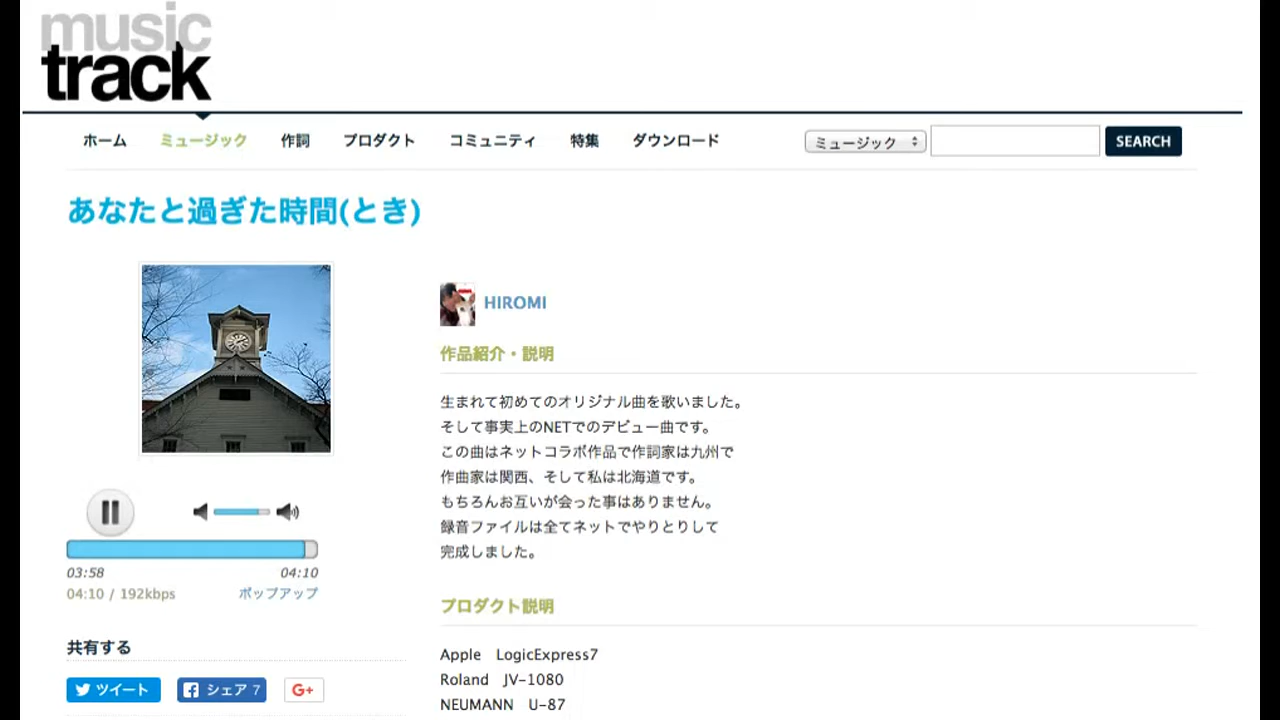 music
track
ホーム ミュージック 作詞 プロダクト コミュニティ 特集 ダウンロード ミュージック SEARCH
あなたと過ぎた時間(とき)
HIROMI
作品紹介・説明
生まれて初めてのオリジナル曲を歌いました。
そして事実上のNETでのデビュー曲です。
この曲はネットコラボ作品で作詞家は九州で
作曲家は関西、そして私は北海道です。
もちろんお互いが会った事はありません。
録音ファイルは全てネットでやりとりして
完成しました。
03:58 04:10
04:10 / 192kbps ポップアップ
プロダクト説明
共有する
Apple LogicExpress7
Roland JV-1080
NEUMANN U-87
ツイート シェア 7 G+